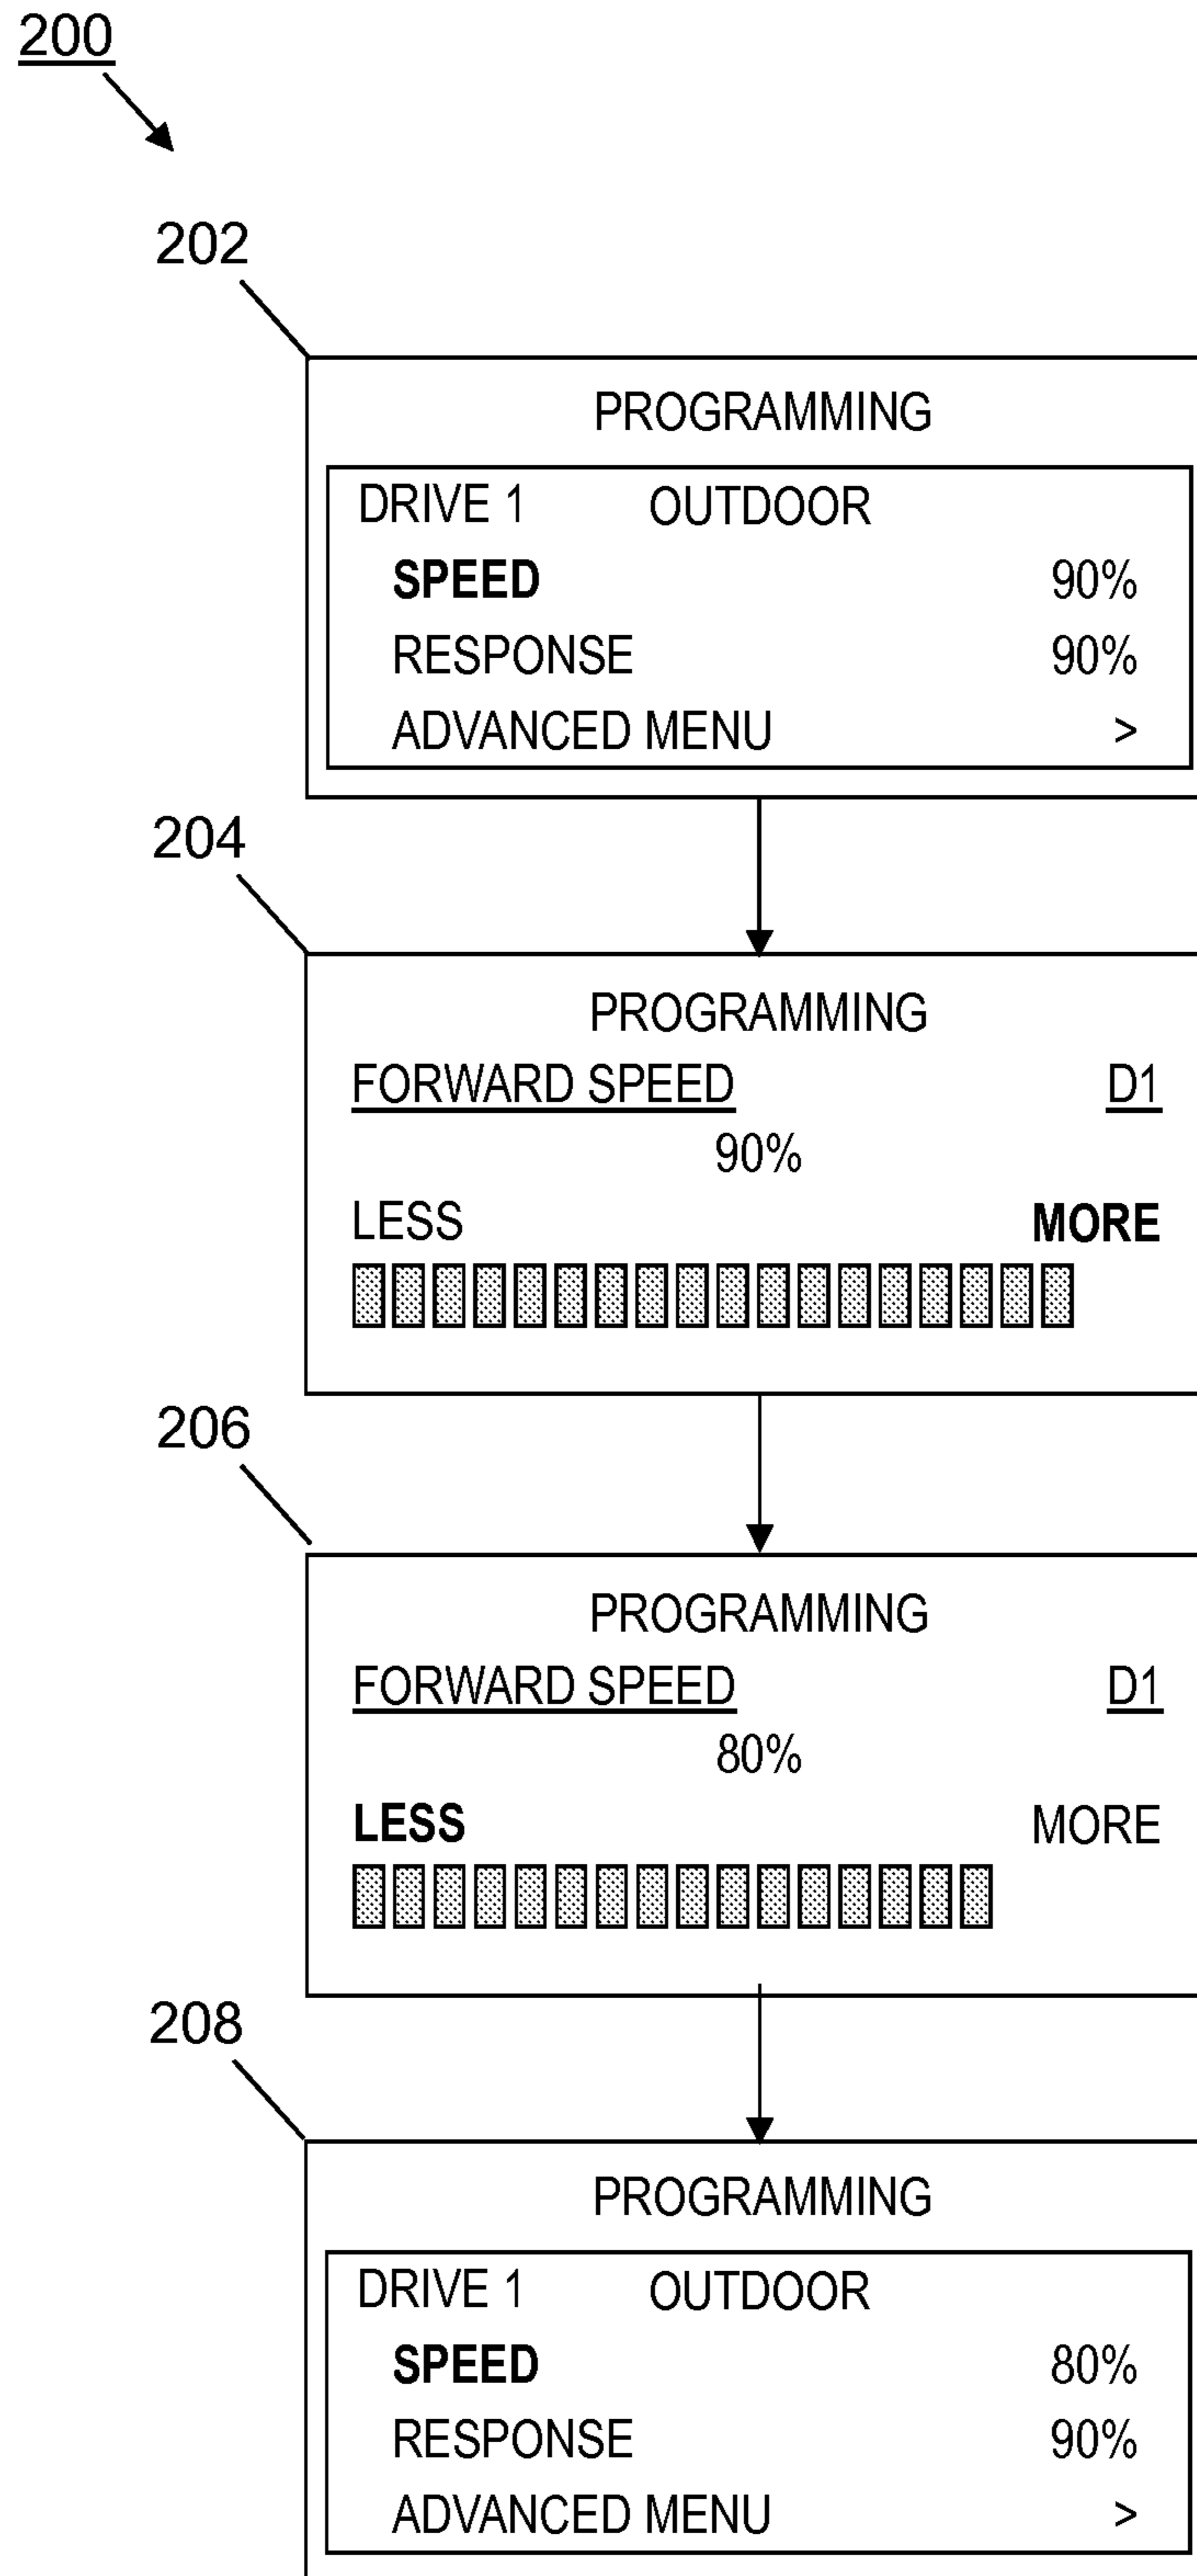 200
202
PROGRAMMING
DRIVE 1 OUTDOOR
SPEED 90%
RESPONSE 90%
ADVANCED MENU >
204
PROGRAMMING
FORWARD SPEED D1
90%
LESS MORE
206
PROGRAMMING
FORWARD SPEED D1
80%
LESS MORE
208
PROGRAMMING
DRIVE 1 OUTDOOR
SPEED 80%
RESPONSE 90%
ADVANCED MENU >